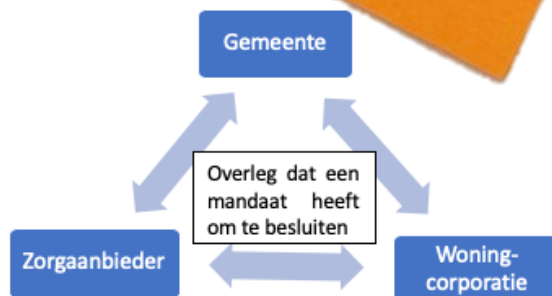 Gemeente
Overleg dat een
mandaat heeft
om te besluiten
Zorgaanbieder
Woning-
corporatie